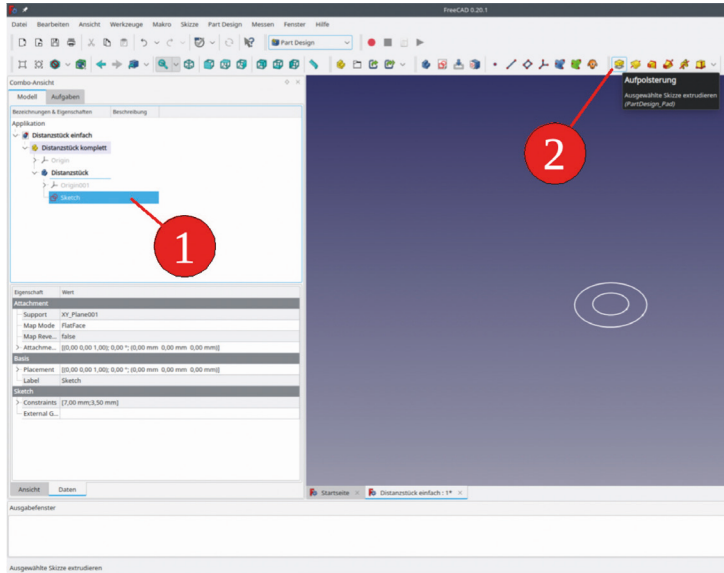 FreeCAD 0.20.1
Datei Bearbeiten Ansicht Werkzeuge Makro Skizze Part Design Messen Fenster Hilfe
Part Design
Combo-Ansicht
Modell Aufgaben
Bezeichnungen & Eigenschaften Beschreibung
Applikation
Distanzstück einfach
Distanzstück komplett
Origin
Distanzstück
Origin001
Sketch
1
2
Aufpolsterung
Ausgewählte Skizze extrudieren
(PartDesign_Pad)
Eigenschaft Wert
Attachment
Support XY_Plane001
Map Mode FlatFace
Map Reve... false
Attachme... [(0,00 0,00 1,00); 0,00 °; (0,00 mm 0,00 mm 0,00 mm)]
Basis
Placement [(0,00 0,00 1,00); 0,00 °; (0,00 mm 0,00 mm 0,00 mm)]
Label Sketch
Sketch
Constraints [7,00 mm;3,50 mm]
External G...
Ansicht Daten
Startseite Distanzstück einfach : 1*
Ausgabefenster
Ausgewählte Skizze extrudieren